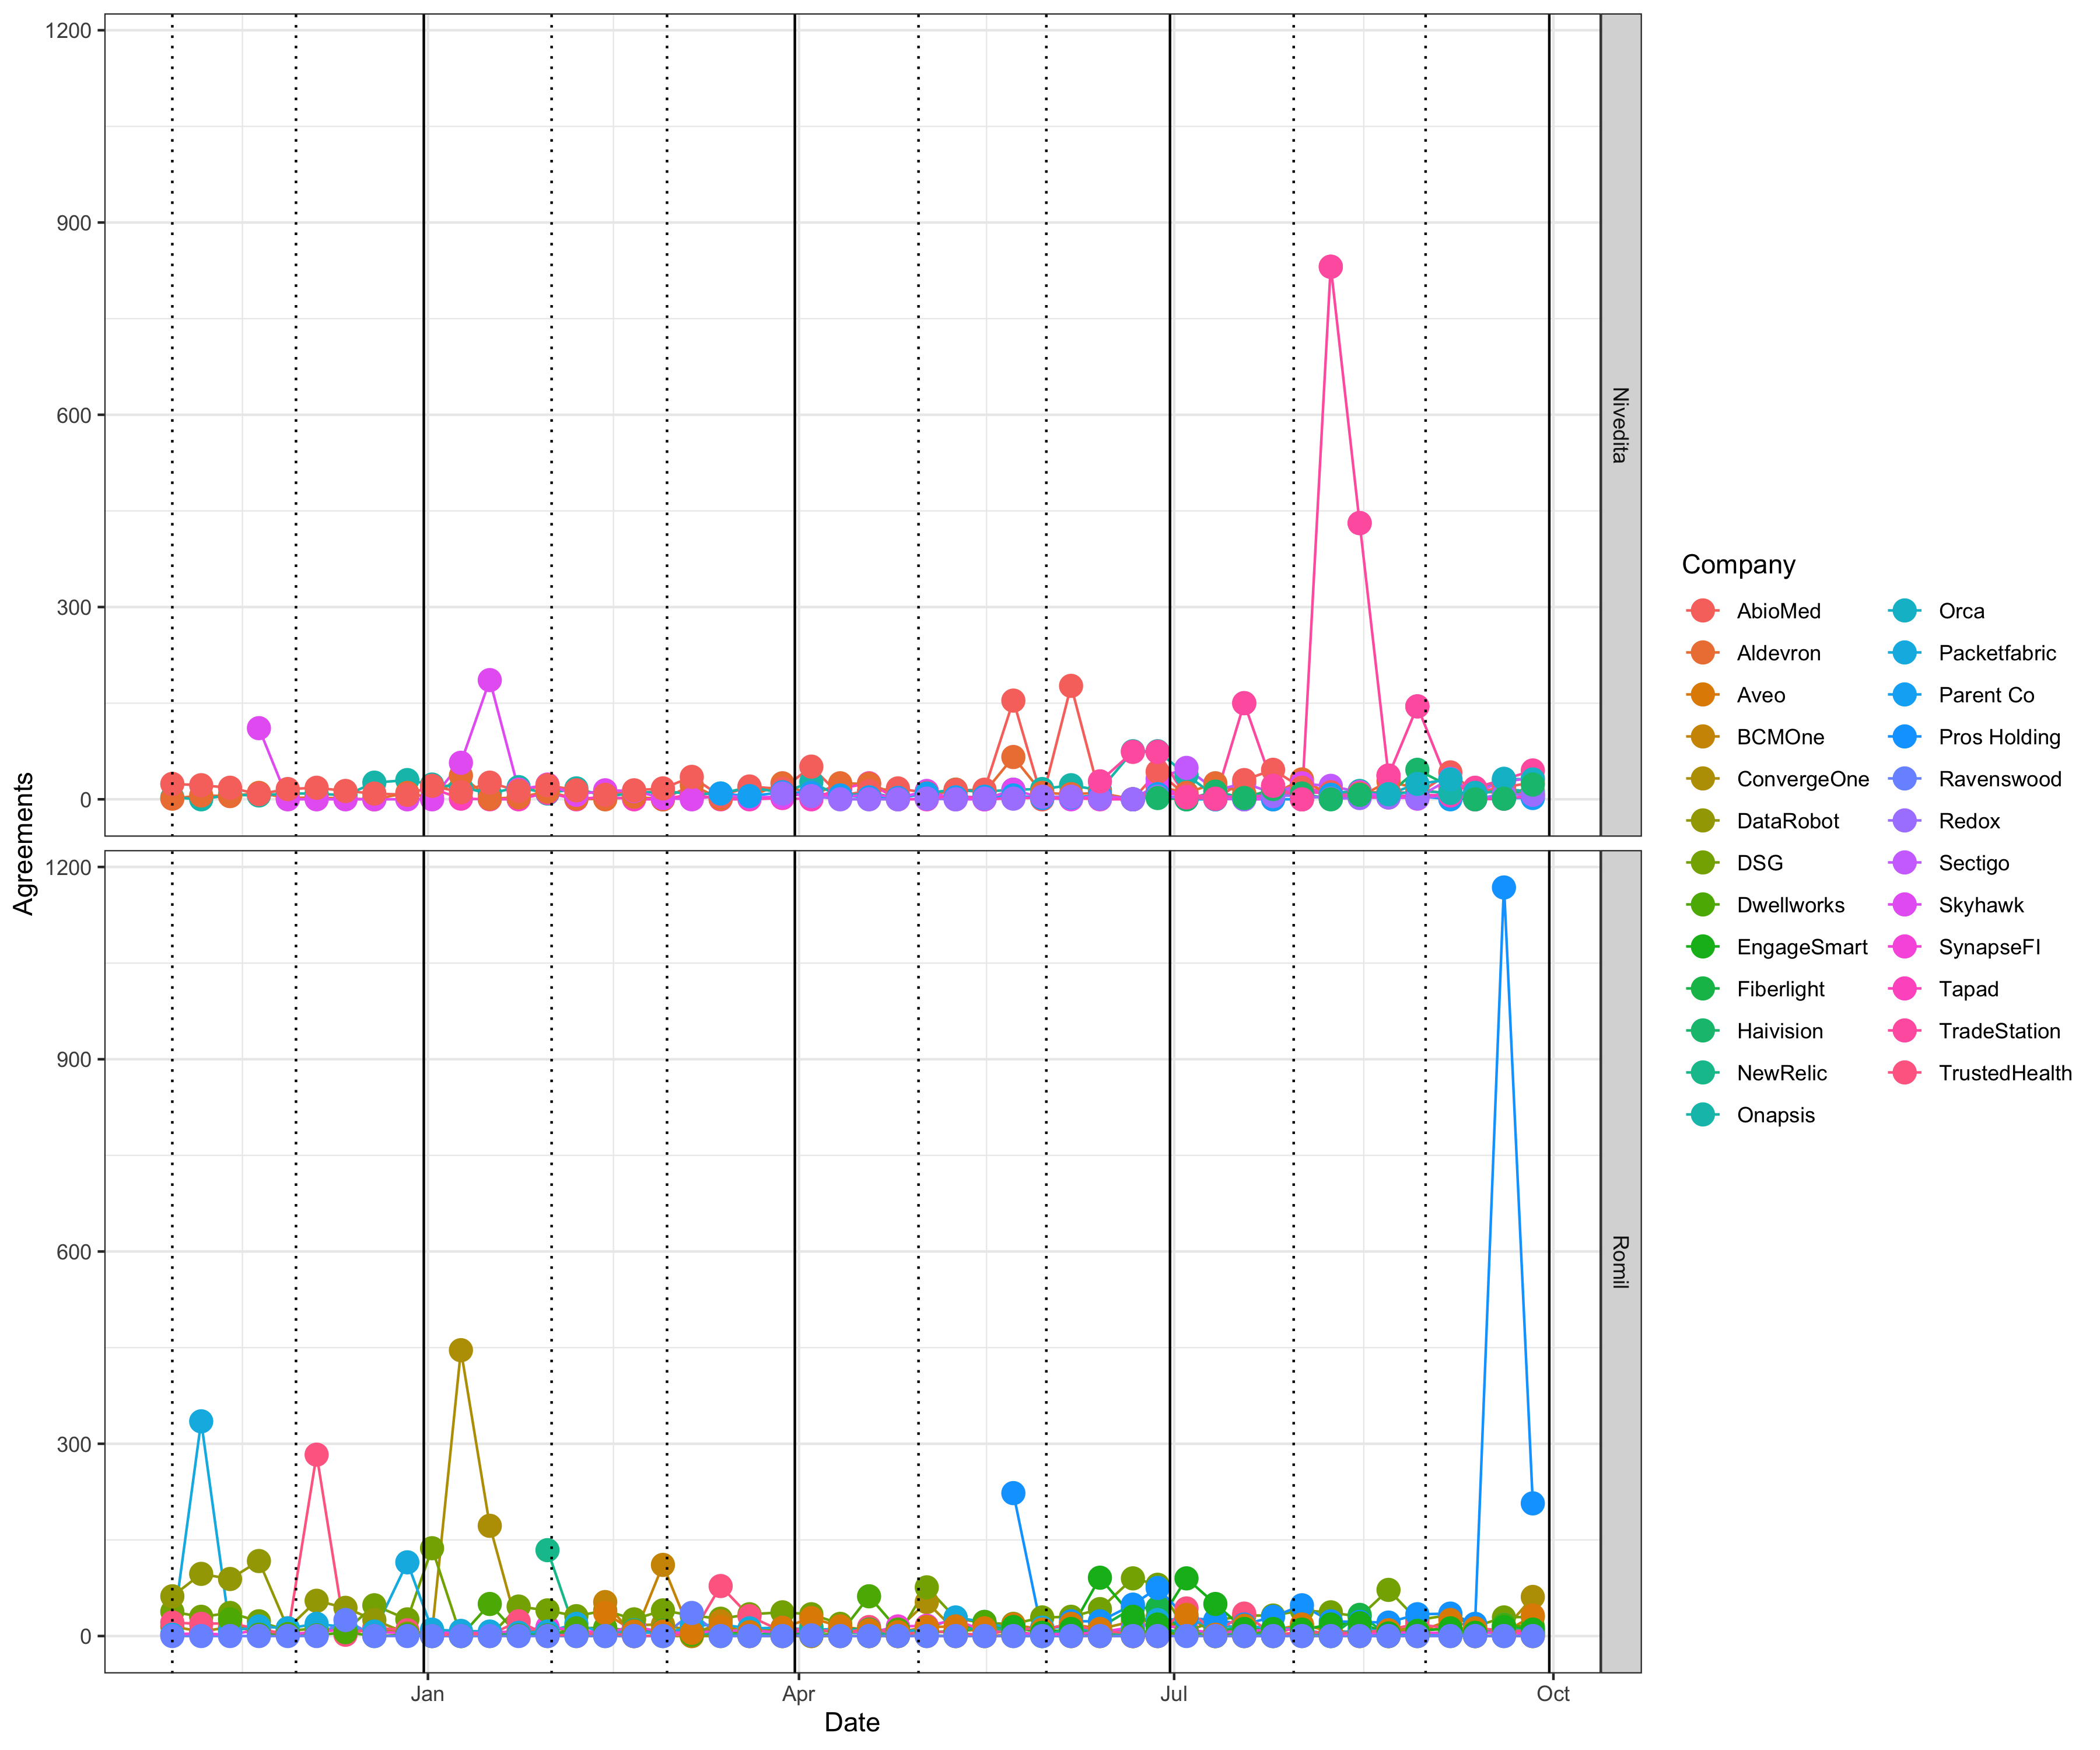 1200
900
600
300
0
Nivedita
1200
900
600
300
0
Romil
Agreements
Jan
Apr
Jul
Oct
Date
Company
AbioMed
Aldevron
Aveo
BCMOne
ConvergeOne
DataRobot
DSG
Dwellworks
EngageSmart
Fiberlight
Haivision
NewRelic
Onapsis
Orca
Packetfabric
Parent Co
Pros Holding
Ravenswood
Redox
Sectigo
Skyhawk
SynapseFI
Tapad
TradeStation
TrustedHealth